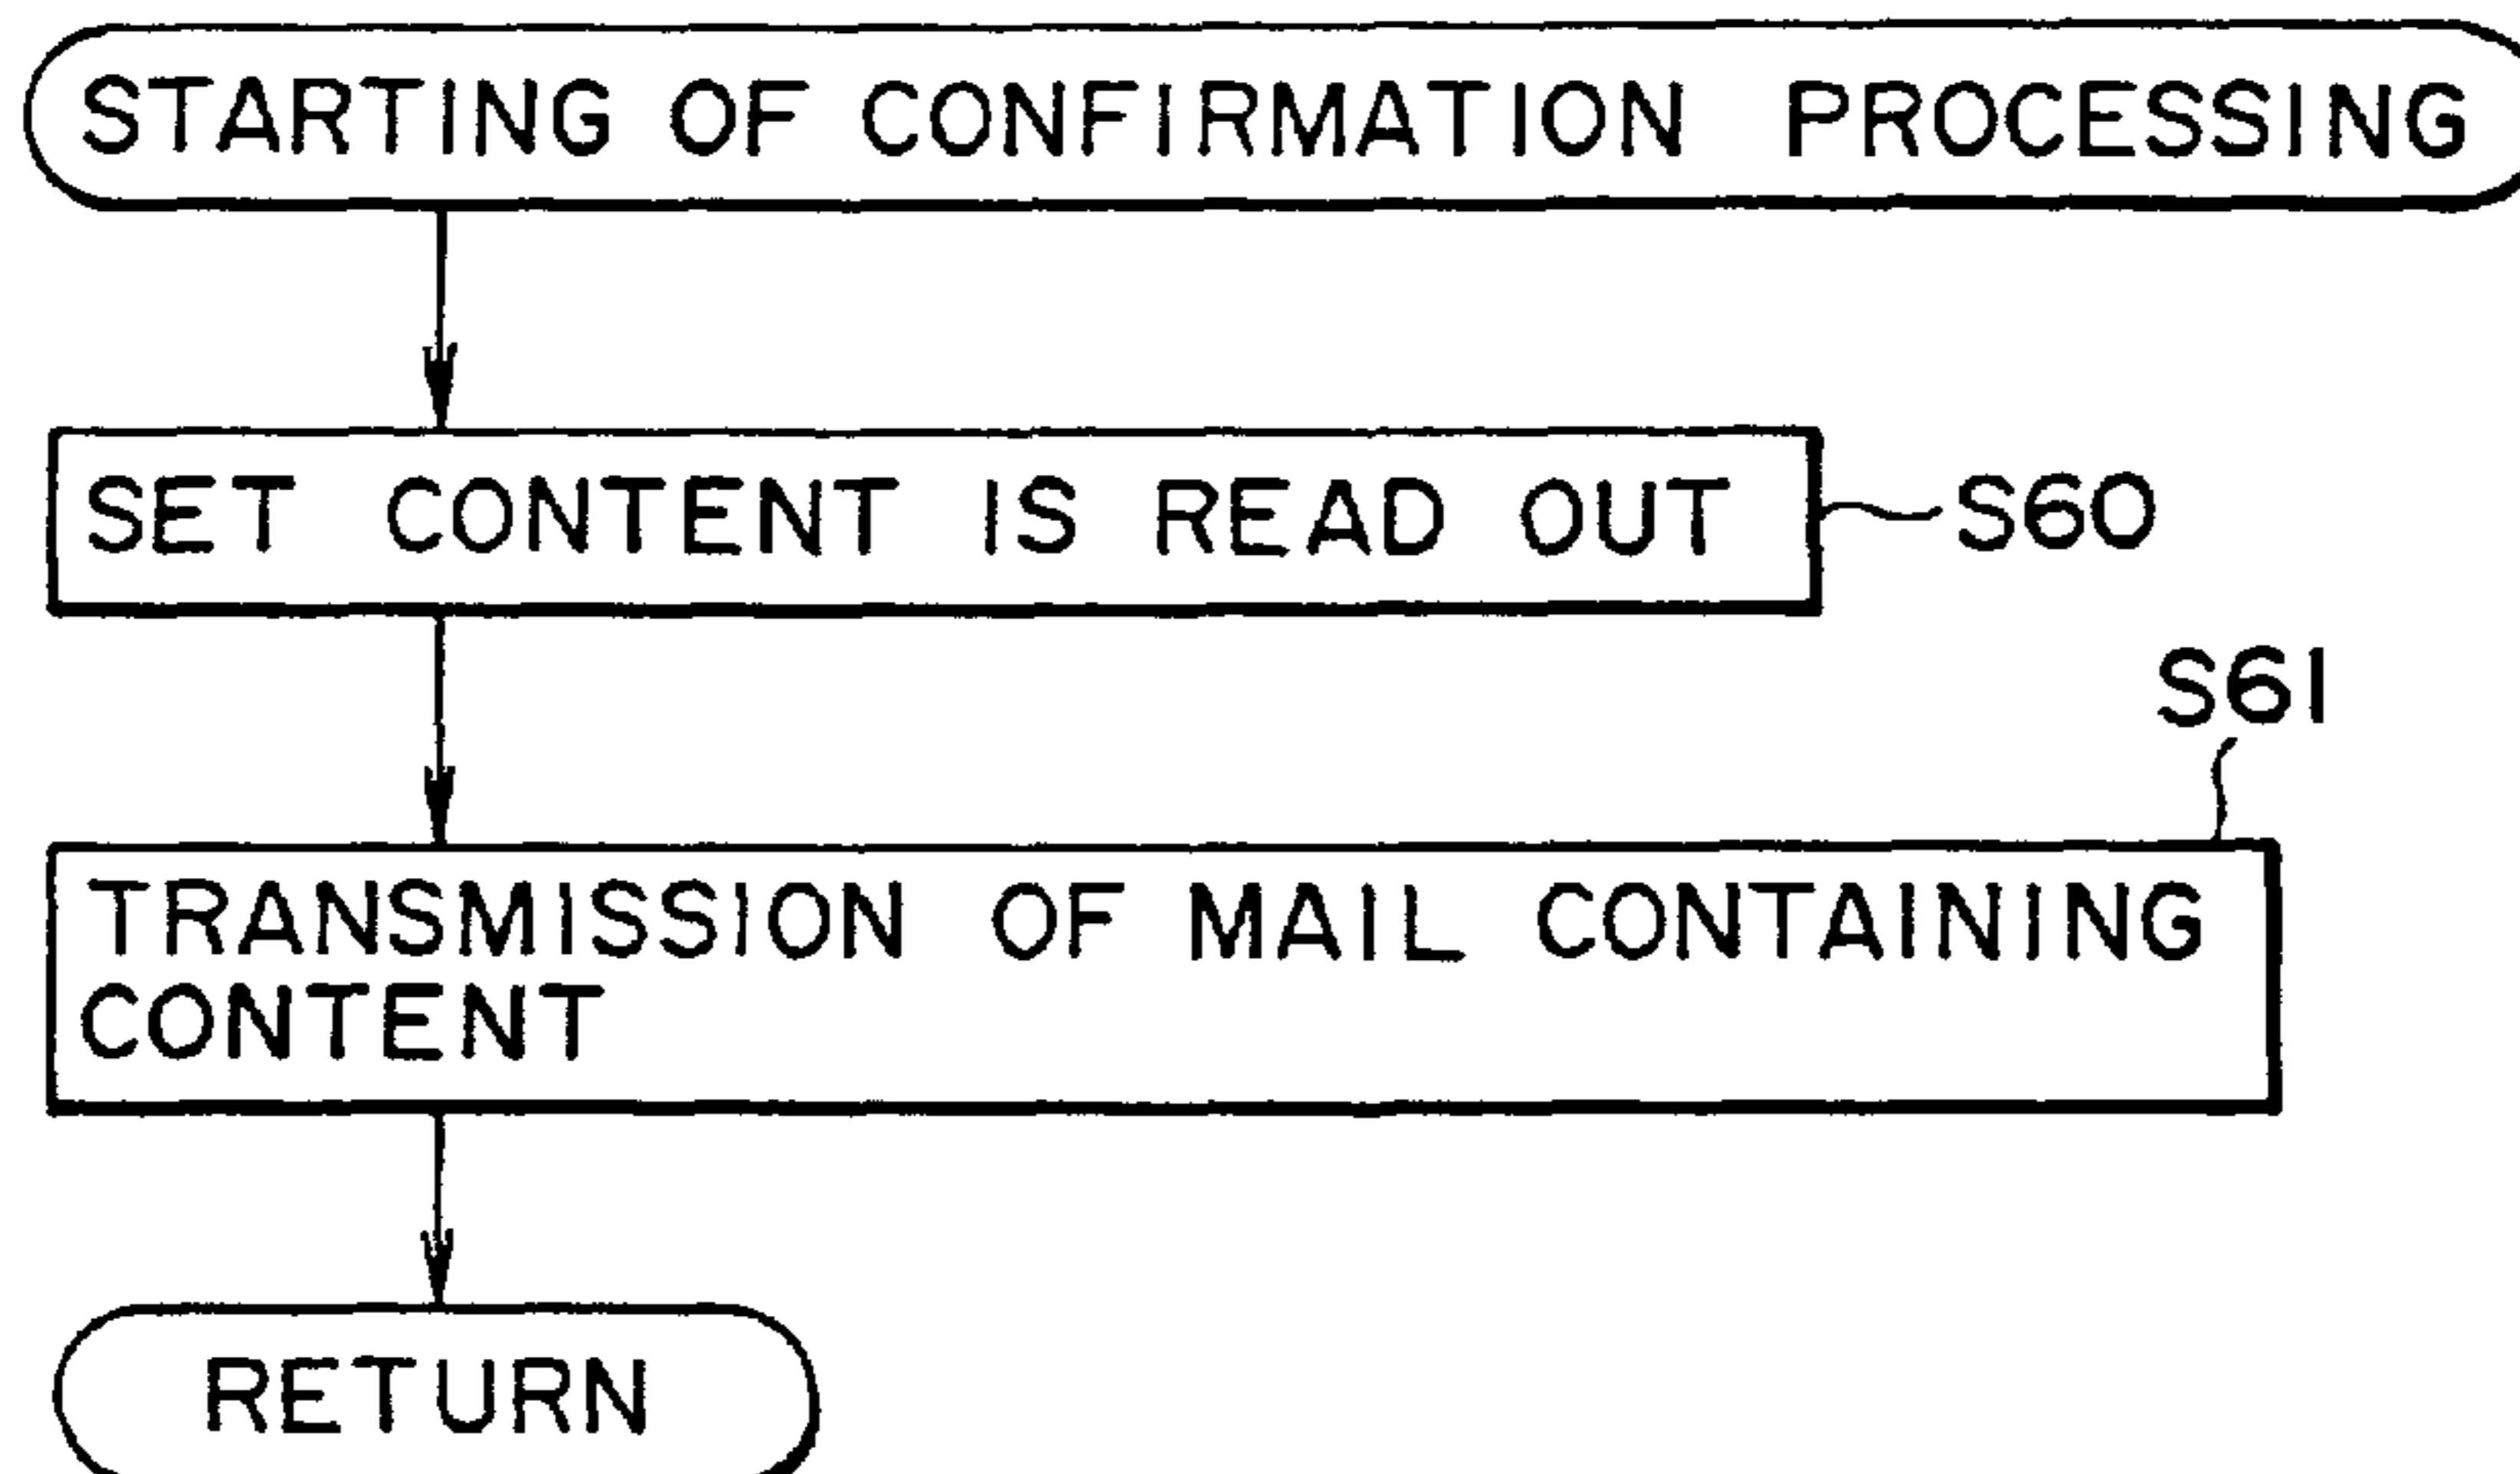 STARTING OF CONFIRMATION PROCESSING
SET CONTENT IS READ OUT
S60
S61
TRANSMISSION OF MAIL CONTAINING
CONTENT
RETURN